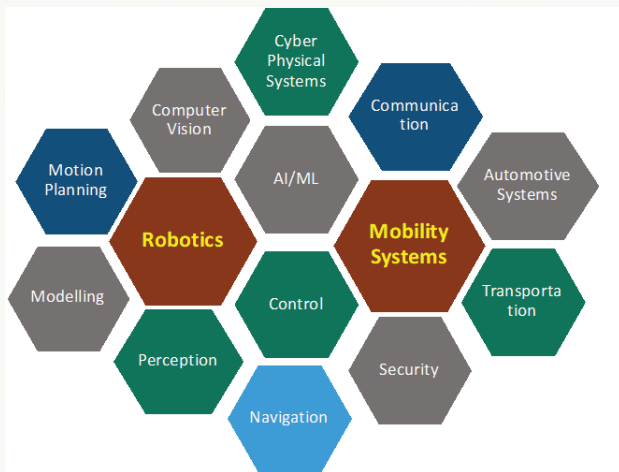 Cyber
Physical
Systems
Computer
Vision
Communica
tion
Motion
Planning
AI/ML
Automotive
Systems
Robotics
Mobility
Systems
Modelling
Control
Transporta
tion
Perception
Security
Navigation